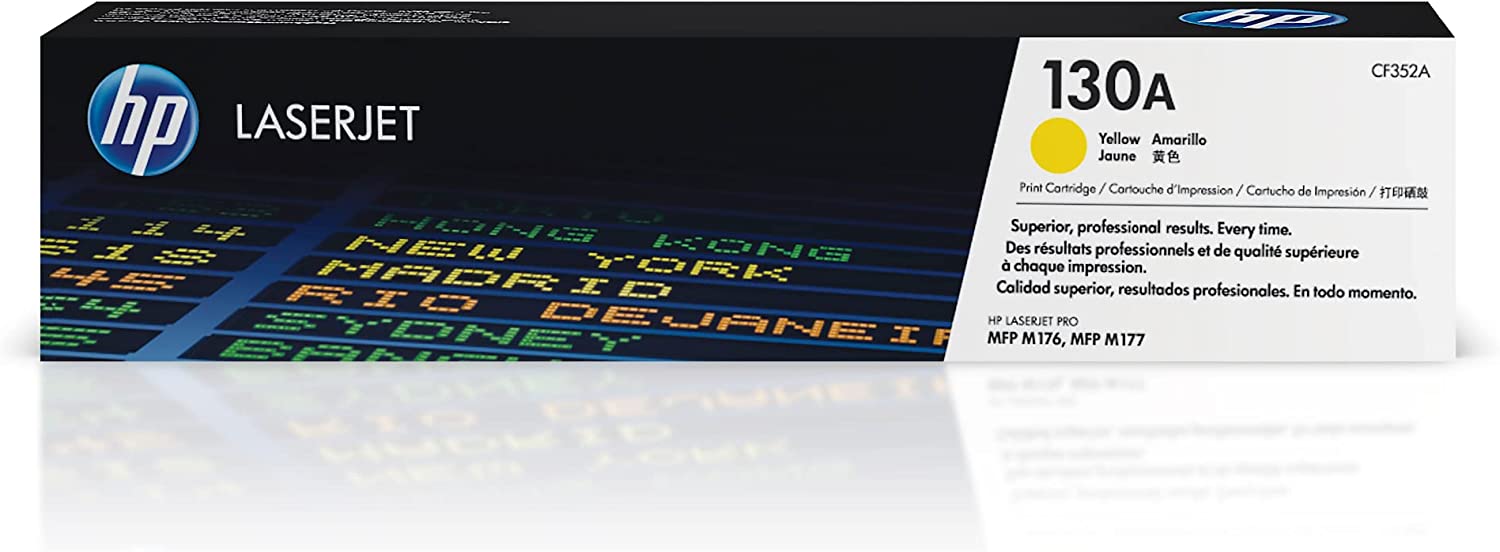 hp
hp
LASERJET
114
HONG KONG
NEW YORK
45
MADRID
RIO DEJANEIR
SYDNEY
130A
CF352A
Yellow Amarillo
Jaune 黄色
Print Cartridge / Cartouche d'Impression / Cartucho de Impresión / 打印硒鼓
Superior, professional results. Every time.
Des résultats professionnels et de qualité supérieure
à chaque impression.
Calidad superior, resultados profesionales. En todo momento.
HP LASERJET PRO
MFP M176, MFP M177